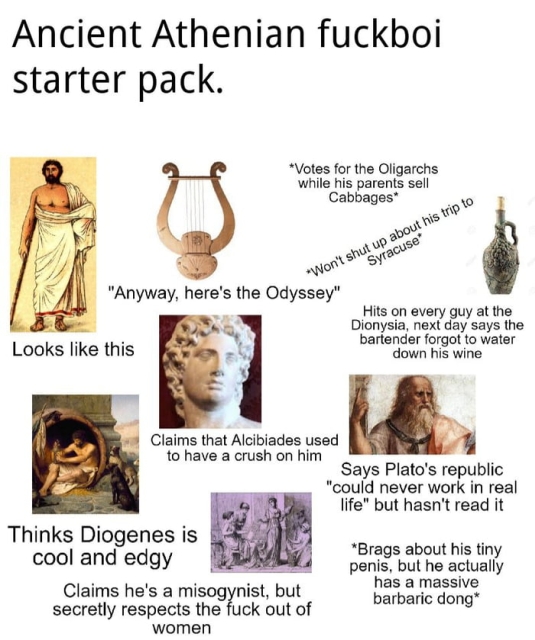 Ancient Athenian fuckboi
starter pack.
*Votes for the Oligarchs
while his parents sell
Cabbages*
*Won't shut up about his trip to
Syracuse*
"Anyway, here's the Odyssey"
Looks like this
Hits on every guy at the
Dionysia, next day says the
bartender forgot to water
down his wine
Claims that Alcibiades used
to have a crush on him
Says Plato's republic
"could never work in real
life" but hasn't read it
Thinks Diogenes is
cool and edgy
*Brags about his tiny
penis, but he actually
has a massive
barbaric dong*
Claims he's a misogynist, but
secretly respects the fuck out of
women